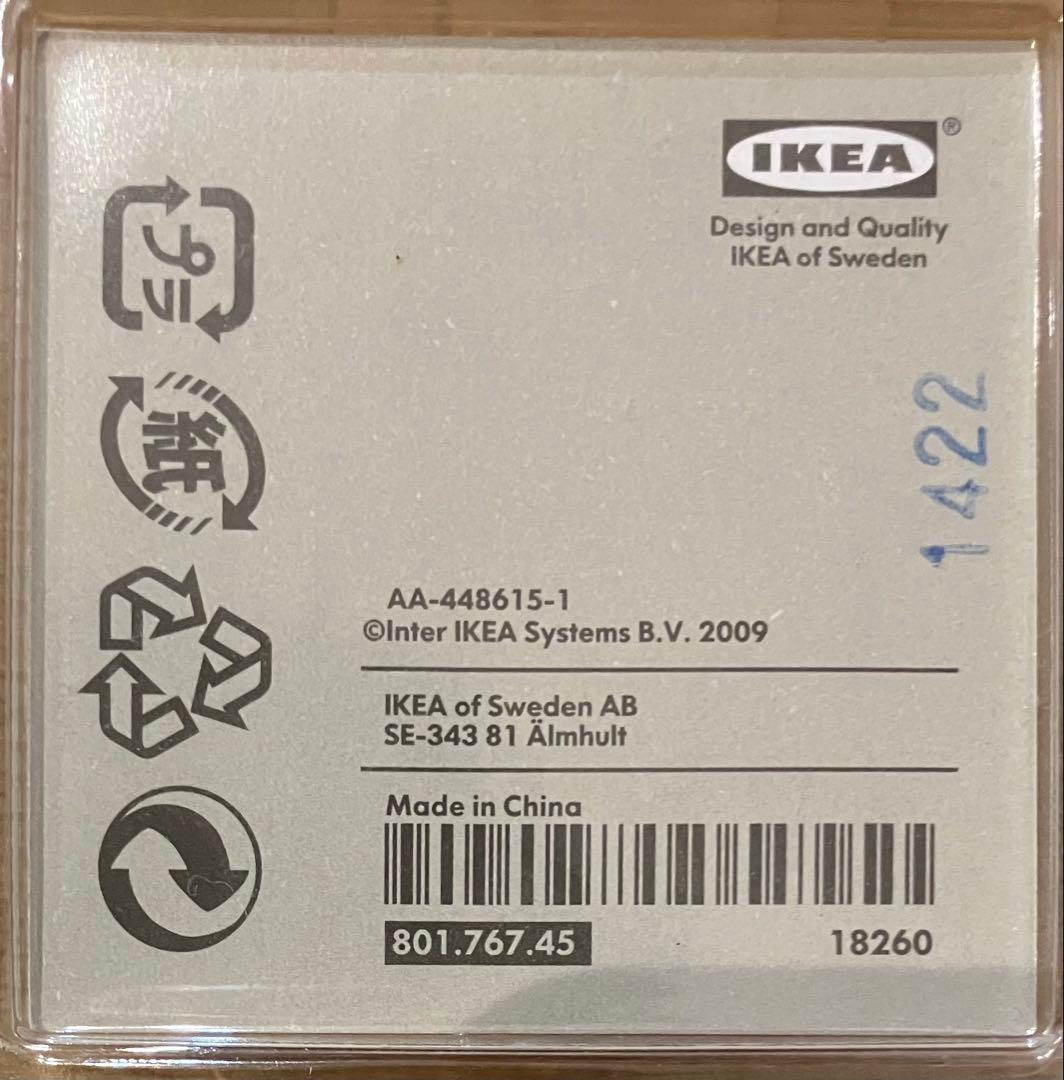 IKEA®
Design and Quality
IKEA of Sweden
プラ
紙
1422
AA-448615-1
©Inter IKEA Systems B.V. 2009
IKEA of Sweden AB
SE-343 81 Älmhult
Made in China
801.767.45
18260